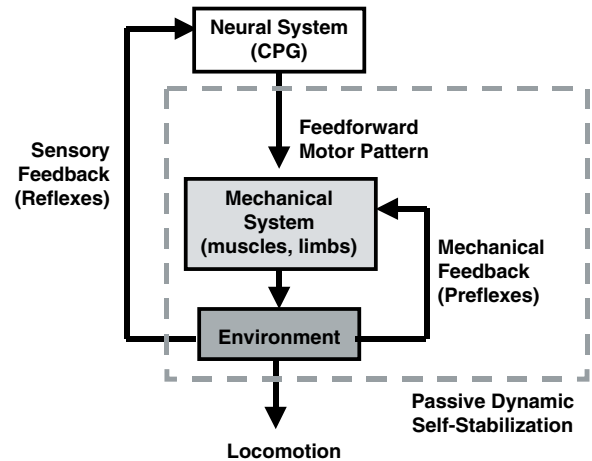 Neural System
(CPG)
Feedforward
Motor Pattern
Sensory
Feedback
(Reflexes)
Mechanical
System
(muscles, limbs)
Mechanical
Feedback
(Preflexes)
Environment
Passive Dynamic
Self-Stabilization
Locomotion